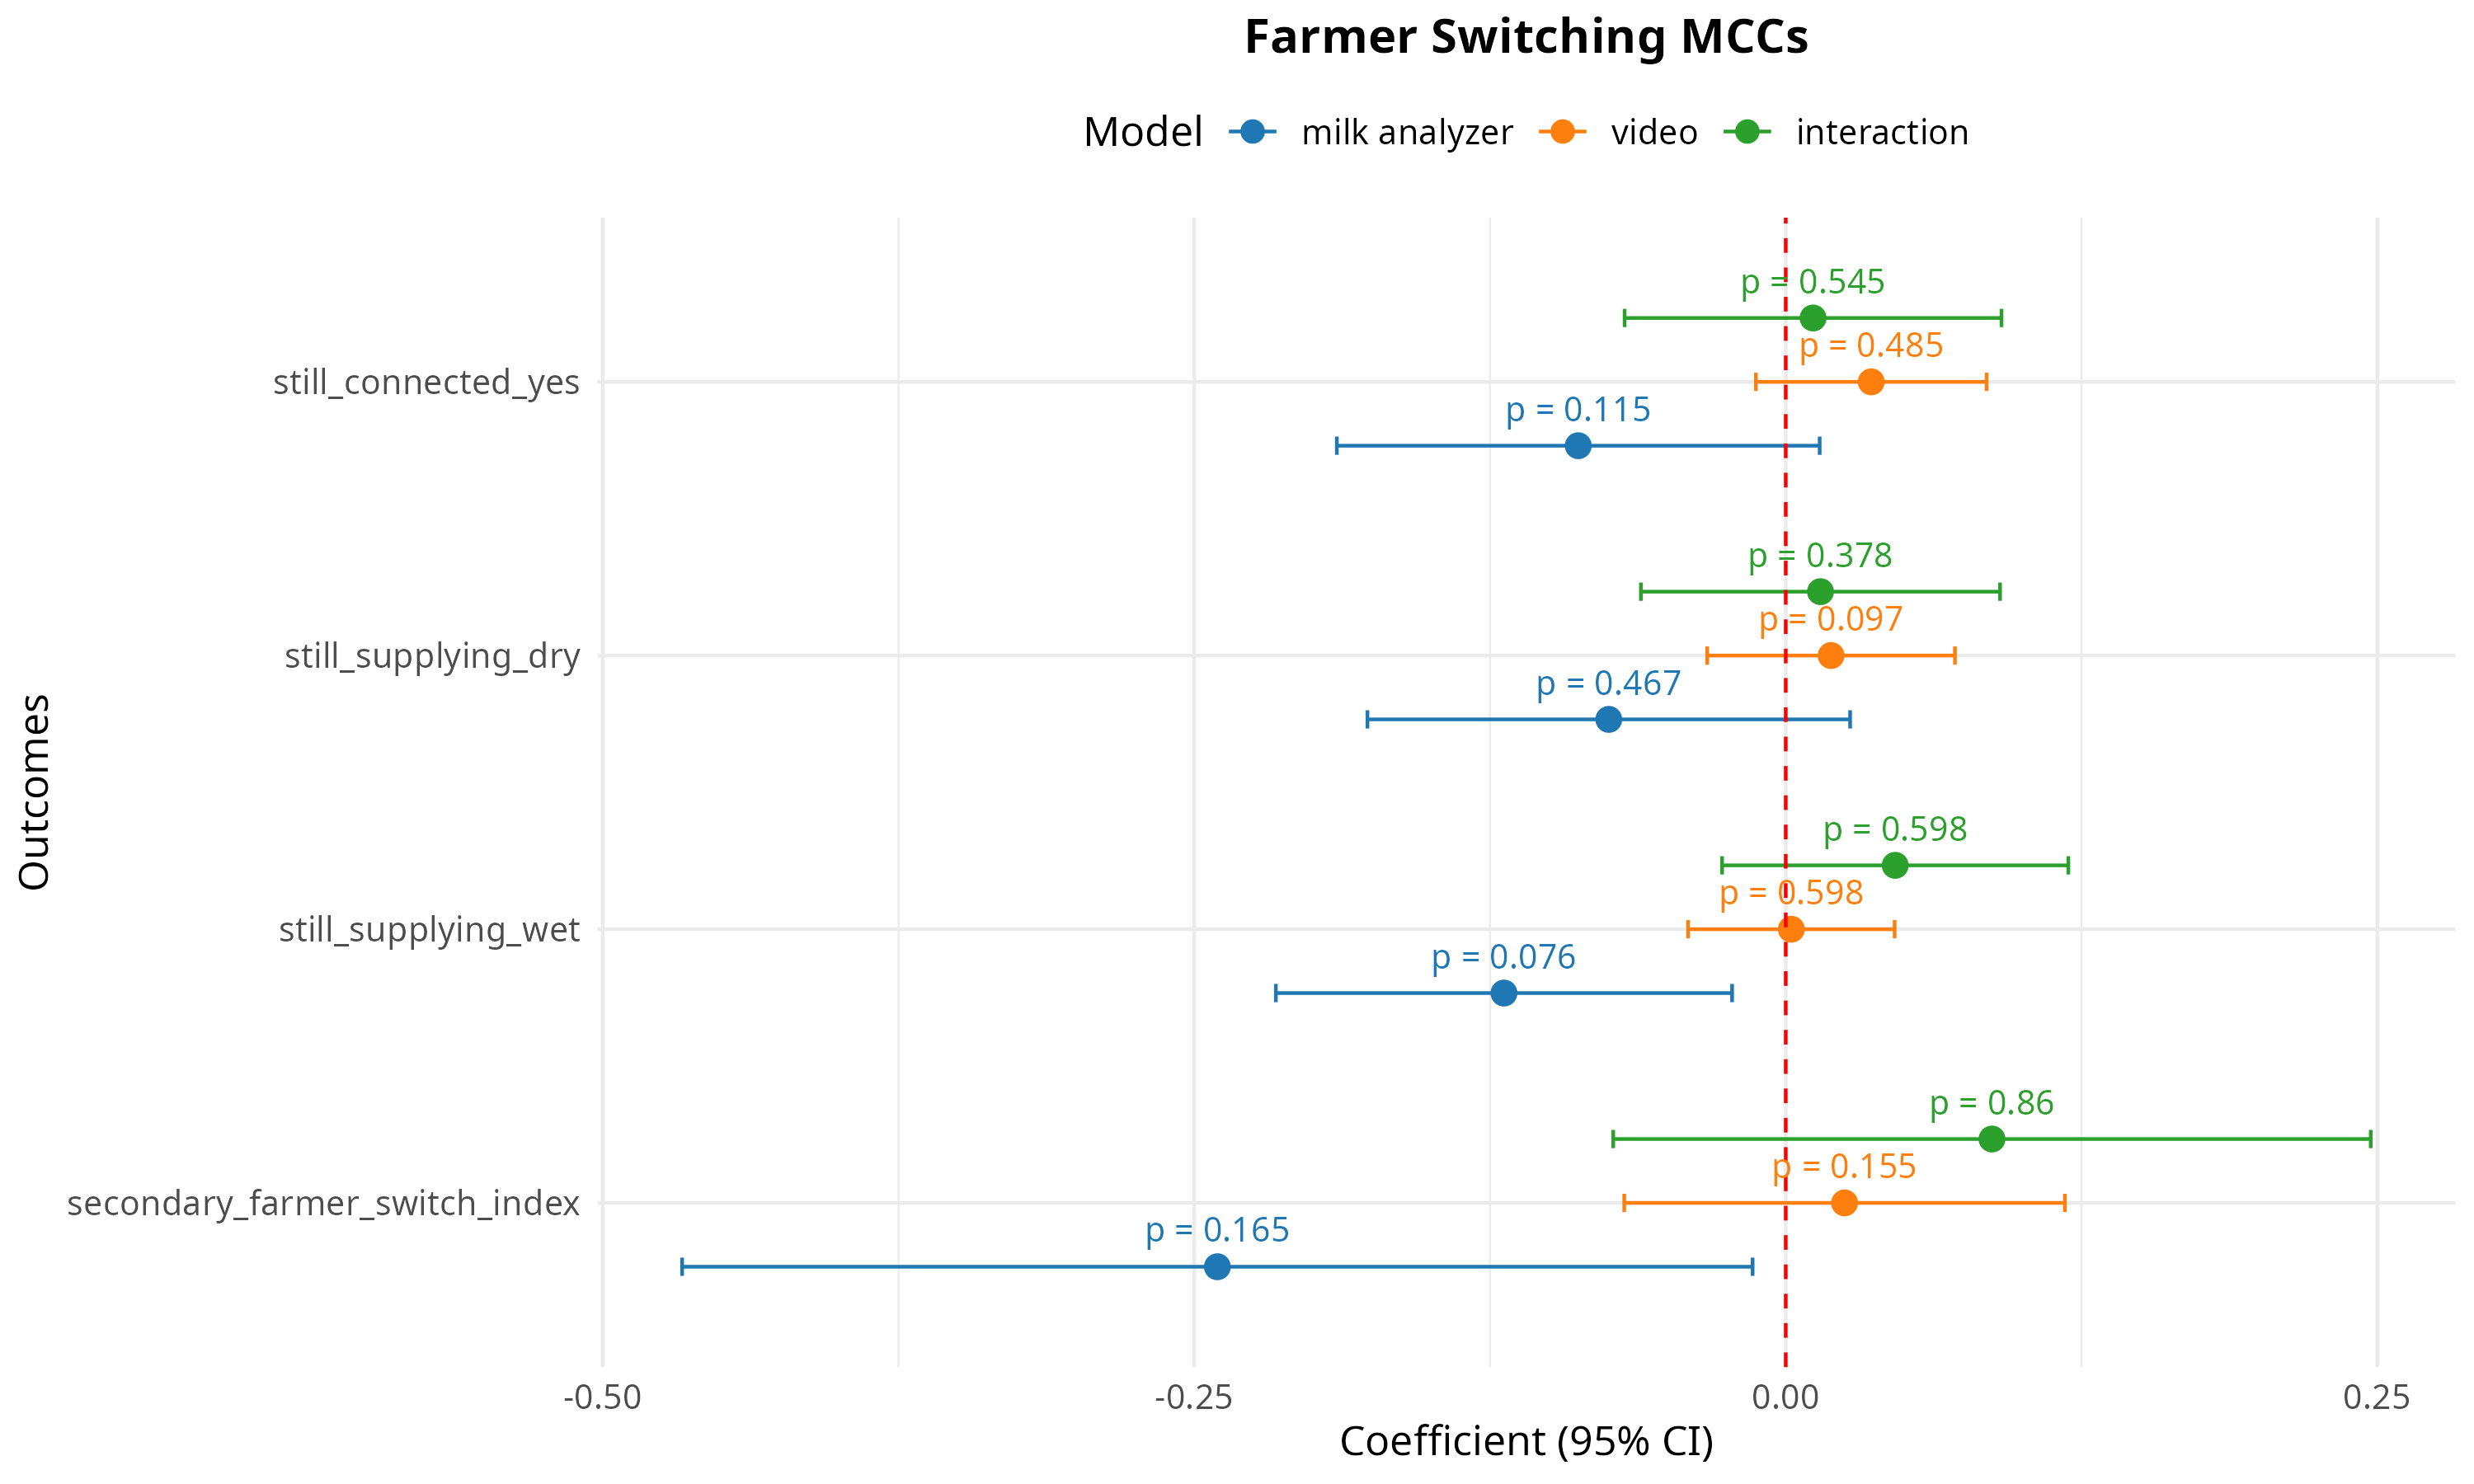 Farmer Switching MCCs
Model milk analyzer video interaction
p = 0.545
p = 0.485
still_connected_yes
p = 0.115
p = 0.378
p = 0.097
still_supplying_dry
p = 0.467
p = 0.598
p = 0.598
still_supplying_wet
p = 0.076
p = 0.86
p = 0.155
secondary_farmer_switch_index
p = 0.165
Outcomes
-0.50 -0.25 0.00 0.25
Coefficient (95% CI)